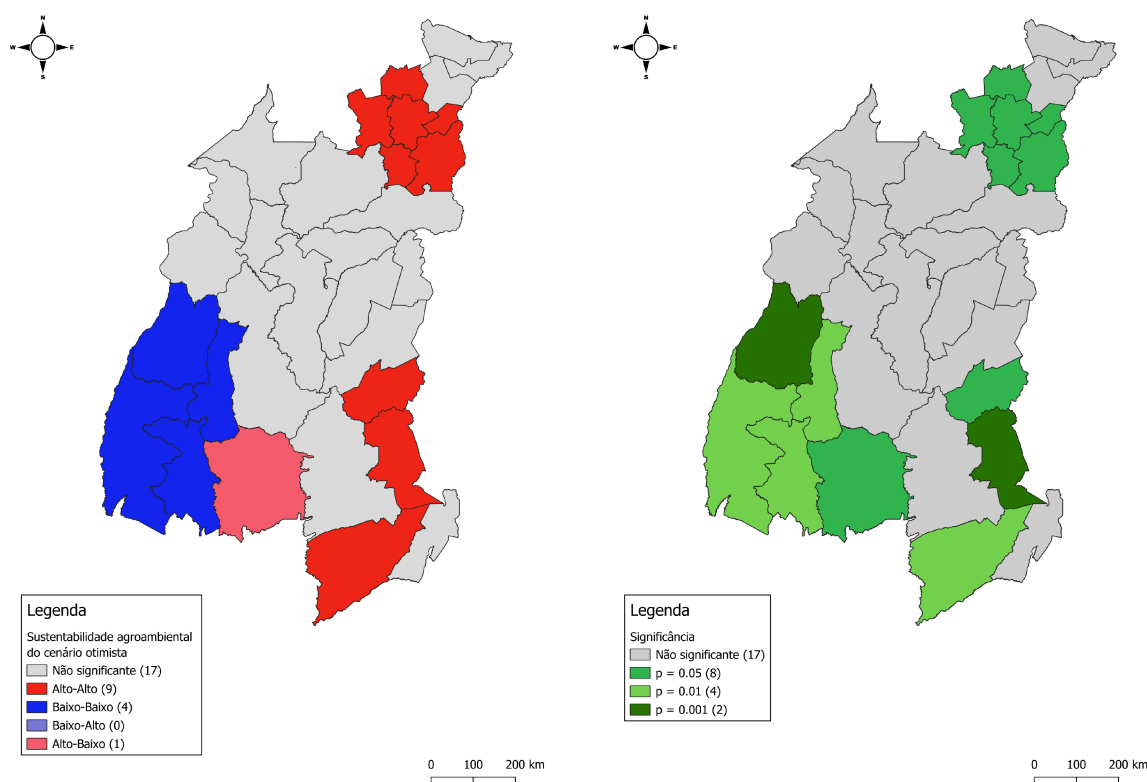 N
W E
S
Legenda
Sustentabilidade agroambiental
do cenário otimista
Não significante (17)
Alto-Alto (9)
Baixo-Baixo (4)
Baixo-Alto (0)
Alto-Baixo (1)
0 100 200 km
N
W E
S
Legenda
Significância
Não significante (17)
p = 0.05 (8)
p = 0.01 (4)
p = 0.001 (2)
0 100 200 km